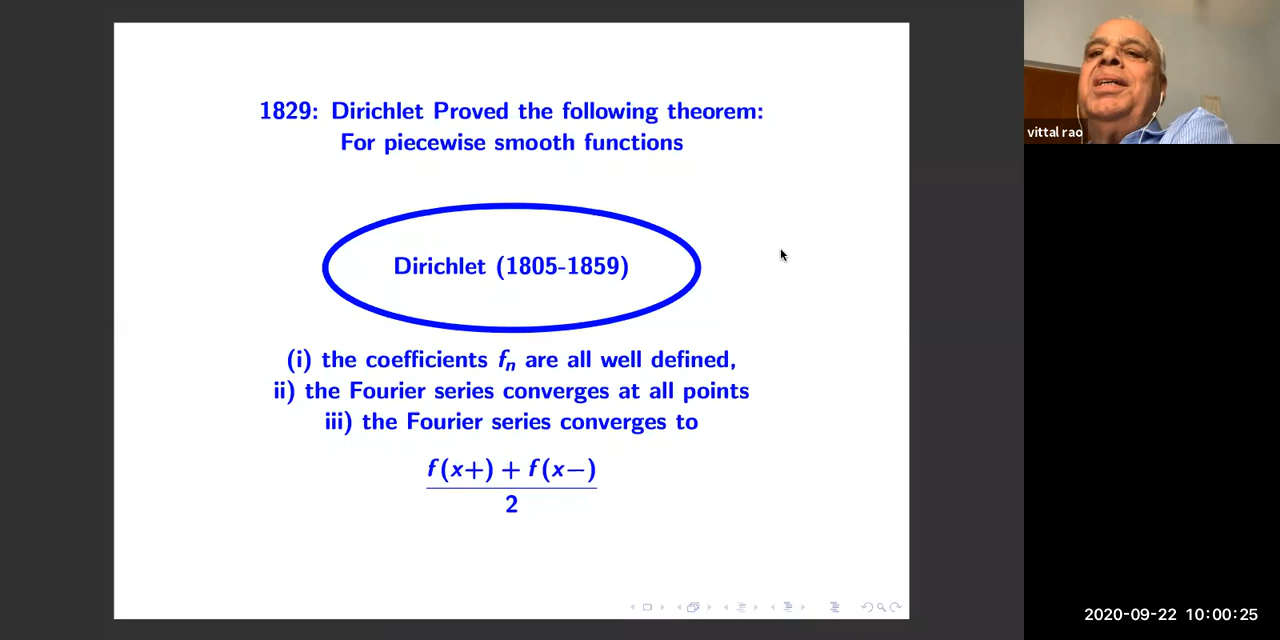 1829: Dirichlet Proved the following theorem:
For piecewise smooth functions
Dirichlet (1805-1859)
(i) the coefficients fₙ are all well defined,
ii) the Fourier series converges at all points
iii) the Fourier series converges to
f(x+) + f(x−)
2
vittal rao
2020-09-22 10:00:25